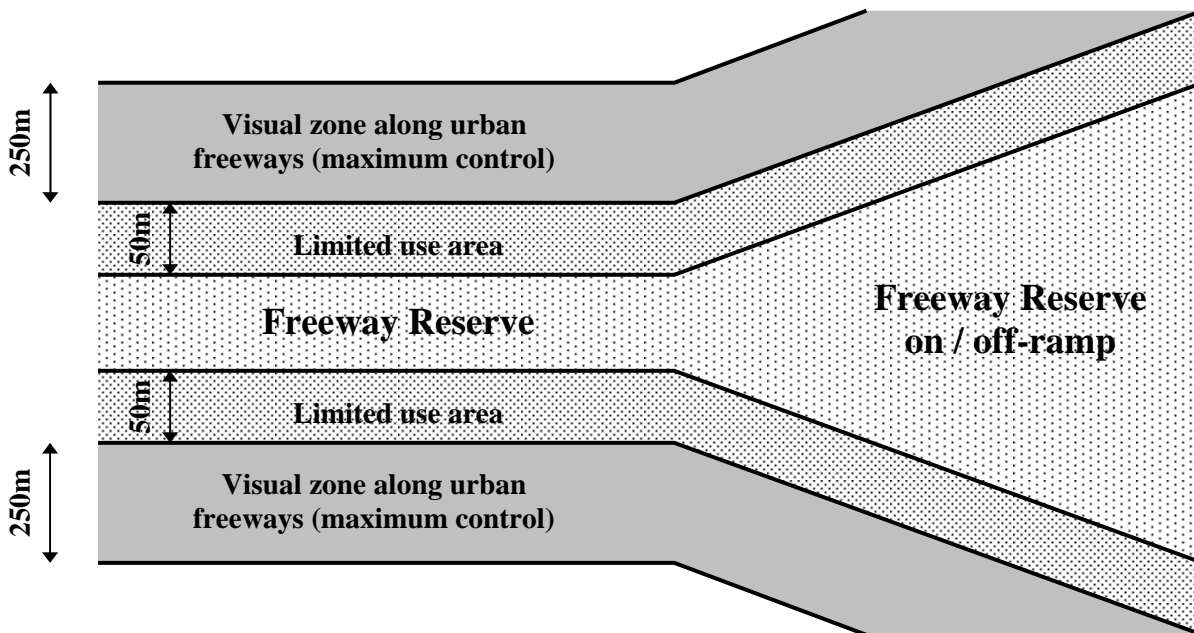 250m
Visual zone along urban
freeways (maximum control)
50m
Limited use area
Freeway Reserve
Freeway Reserve
on / off-ramp
50m
Limited use area
250m
Visual zone along urban
freeways (maximum control)